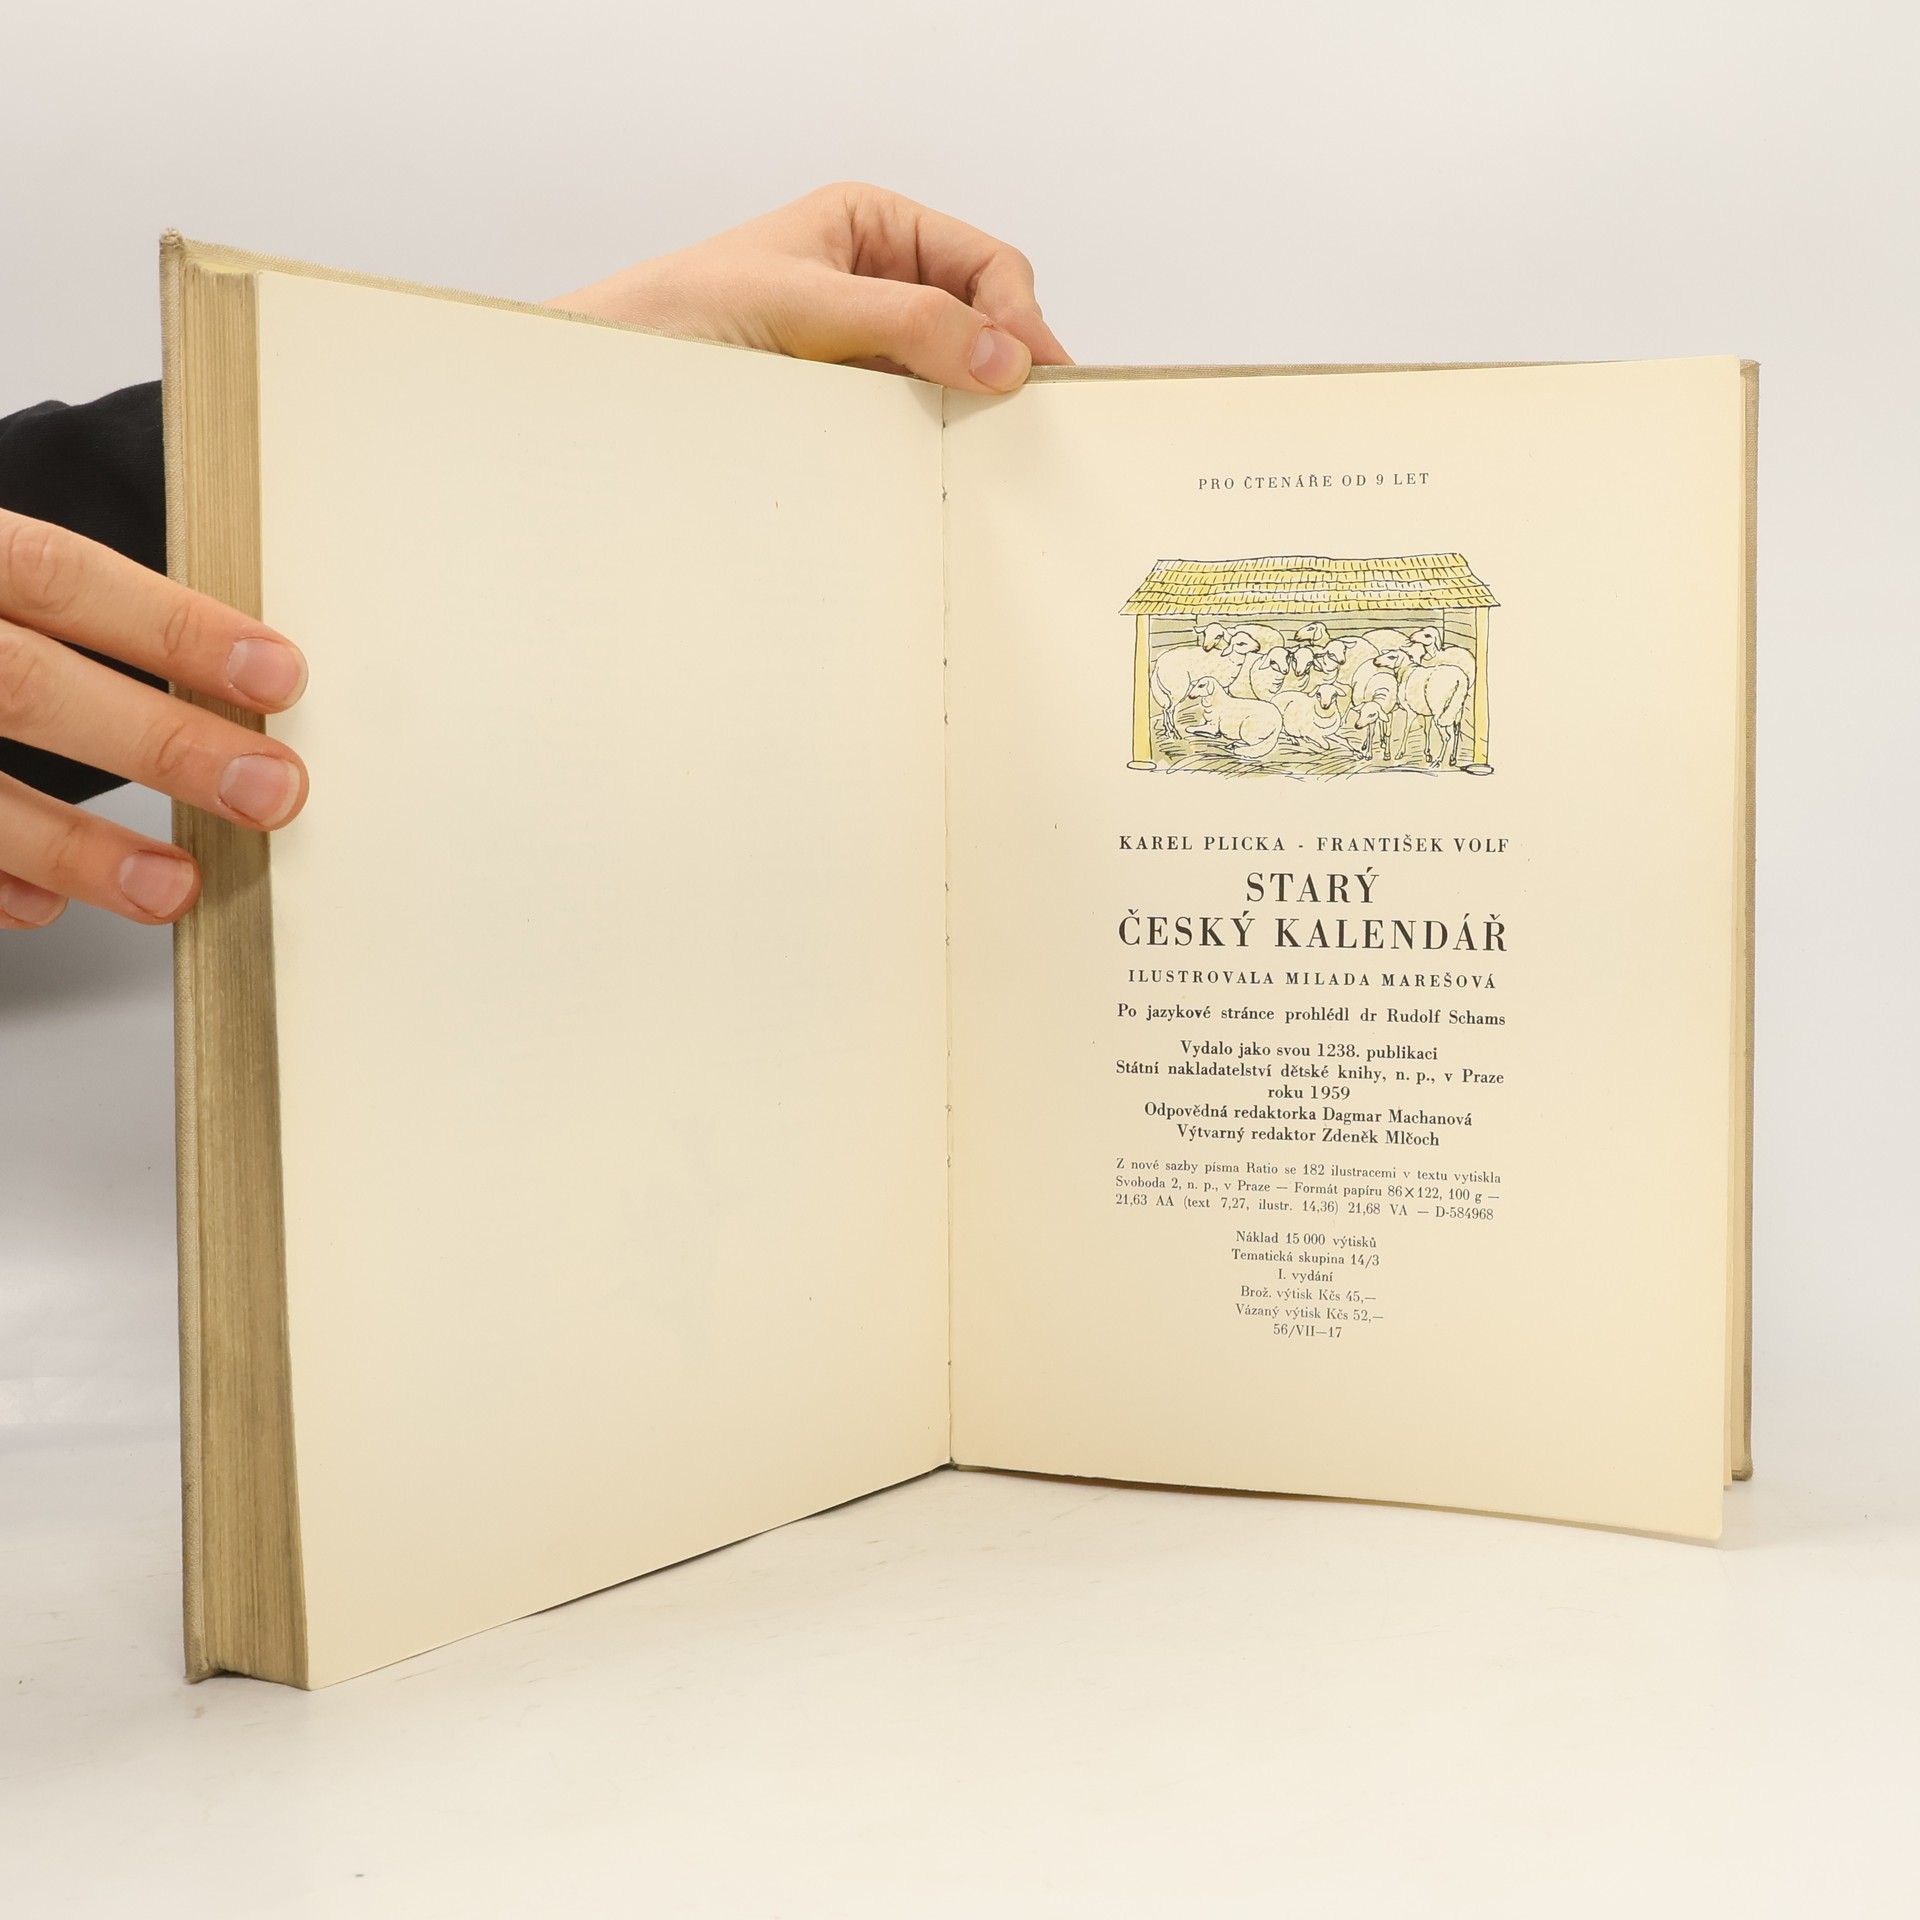 PRO ČTENÁŘE OD 9 LET
KAREL PLICKA - FRANTIŠEK VOLF
STARÝ
ČESKÝ KALENDÁŘ
ILUSTROVALA MILADA MAREŠOVÁ
Po jazykové stránce prohlédl dr Rudolf Schams
Vydalo jako svou 1238. publikaci
Státní nakladatelství dětské knihy, n. p., v Praze
roku 1959
Odpovědná redaktorka Dagmar Machanová
Výtvarný redaktor Zdeněk Mlčoch
Z nové sazby písma Ratio se 182 ilustracemi v textu vytiskla
Svoboda 2, n. p., v Praze — Formát papíru 86×122, 100 g —
21,63 AA (text 7,27, ilustr. 14,36) 21,68 VA — D-584968
Náklad 15 000 výtisků
Tematická skupina 14/3
I. vydání
Brož. výtisk Kčs 45,—
Vázaný výtisk Kčs 52,—
56/VII—17